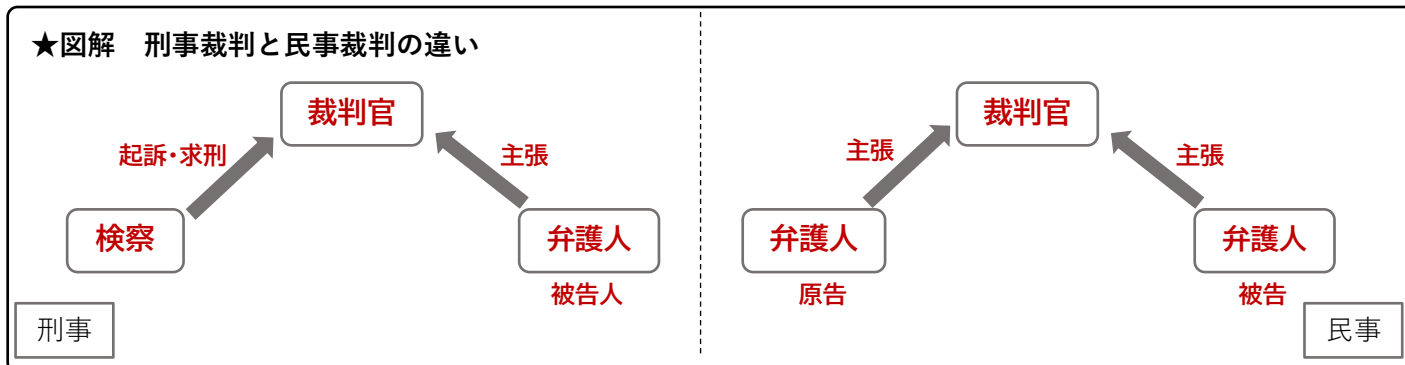 ★図解　刑事裁判と民事裁判の違い
裁判官
起訴・求刑
主張
検察
弁護人
被告人
刑事
裁判官
主張
主張
弁護人
弁護人
原告
被告
民事